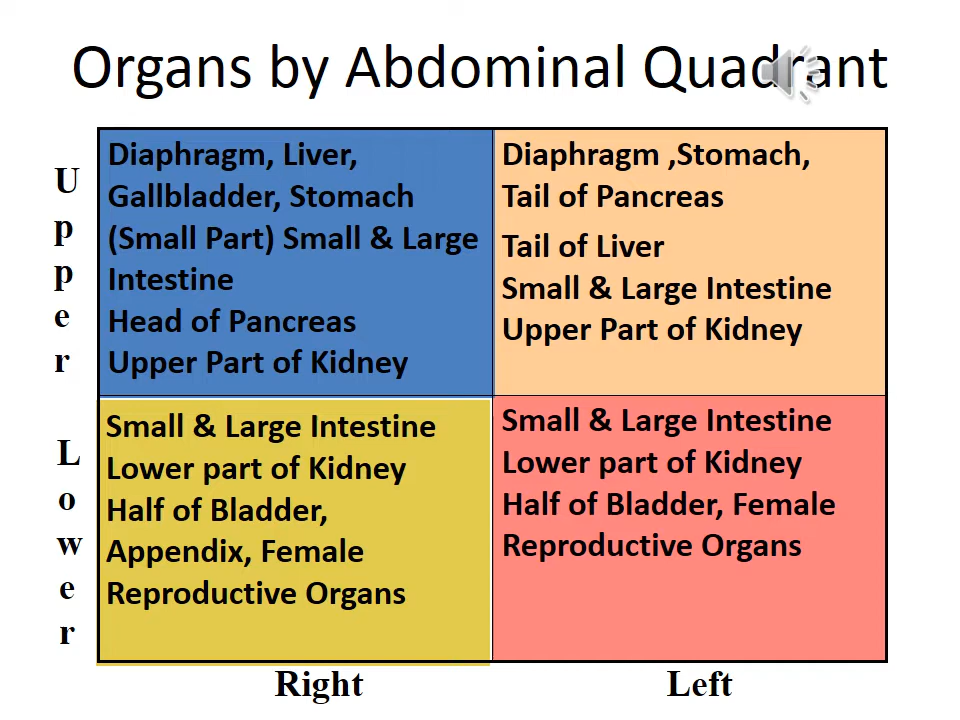 Organs by Abdominal Quadrant
Upper
Diaphragm, Liver,
Gallbladder, Stomach
(Small Part) Small & Large
Intestine
Head of Pancreas
Upper Part of Kidney
Diaphragm ,Stomach,
Tail of Pancreas
Tail of Liver
Small & Large Intestine
Upper Part of Kidney
Lower
Small & Large Intestine
Lower part of Kidney
Half of Bladder,
Appendix, Female
Reproductive Organs
Small & Large Intestine
Lower part of Kidney
Half of Bladder, Female
Reproductive Organs
Right
Left